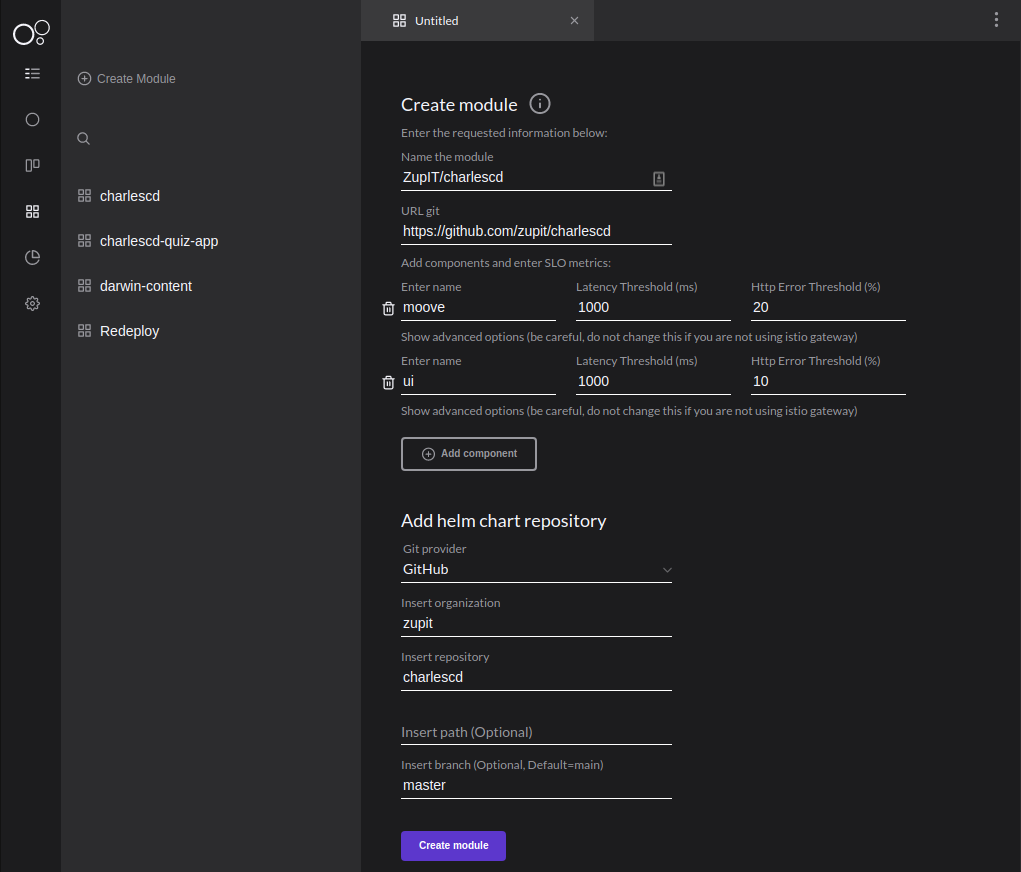 Untitled
Create Module
charlescd
charlescd-quiz-app
darwin-content
Redeploy
Create module
Enter the requested information below:
Name the module
ZupIT/charlescd
URL git
https://github.com/zupit/charlescd
Add components and enter SLO metrics:
Enter name Latency Threshold (ms) Http Error Threshold (%)
moove 1000 20
Show advanced options (be careful, do not change this if you are not using istio gateway)
Enter name Latency Threshold (ms) Http Error Threshold (%)
ui 1000 10
Show advanced options (be careful, do not change this if you are not using istio gateway)
Add component
Add helm chart repository
Git provider
GitHub
Insert organization
zupit
Insert repository
charlescd
Insert path (Optional)
Insert branch (Optional, Default=main)
master
Create module